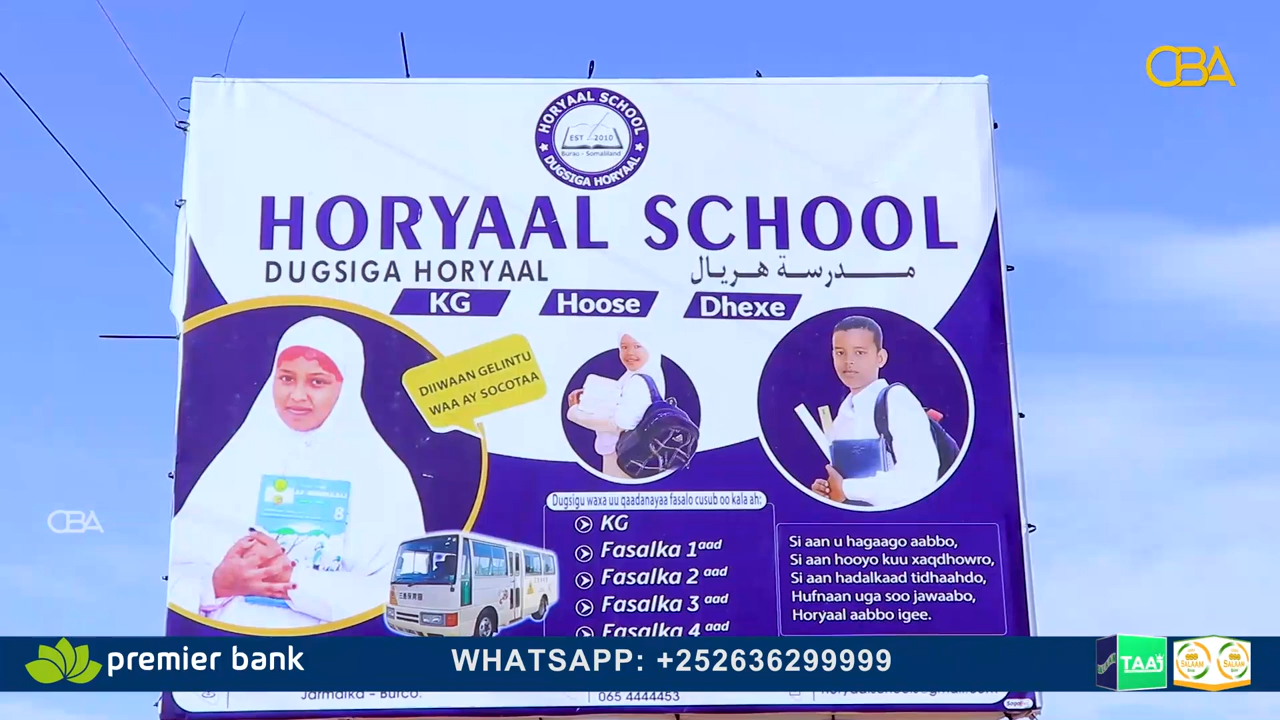 CBA
HORYAAL SCHOOL
EST 2010
Burao - Somaliland
DUGSIGA HORYAAL
HORYAAL SCHOOL
DUGSIGA HORYAAL
مدرسة هريال
KG
Hoose
Dhexe
DIIWAAN GELINTU
WAA AY SOCOTAA
8
Dugsigu waxa uu qaadanayaa fasalo cusub oo kala ah:
KG
Fasalka 1aad
Fasalka 2 aad
Fasalka 3 aad
Fasalka 4 aad
Si aan u hagaago aabbo,
Si aan hooyo kuu xaqdhowro,
Si aan hadalkaad tidhaahdo,
Hufnaan uga soo jawaabo,
Horyaal aabbo igee.
CBA
premier bank
WHATSAPP: +252636299999
TAAJ
SALAAM
SALAAM
Jarmalka - Burco.
065 4444453